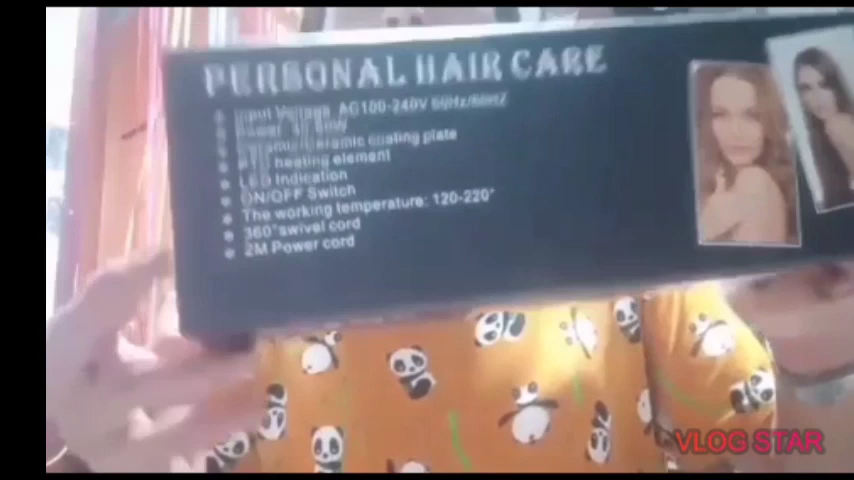 PERSONAL HAIR CARE
Input Voltage AC100-240V 50Hz/60HZ
ceramic coating plate
PTC heating element
LED Indication
ON/OFF Switch
The working temperature: 120-220°
360°swivel cord
2M Power cord
VLOG STAR